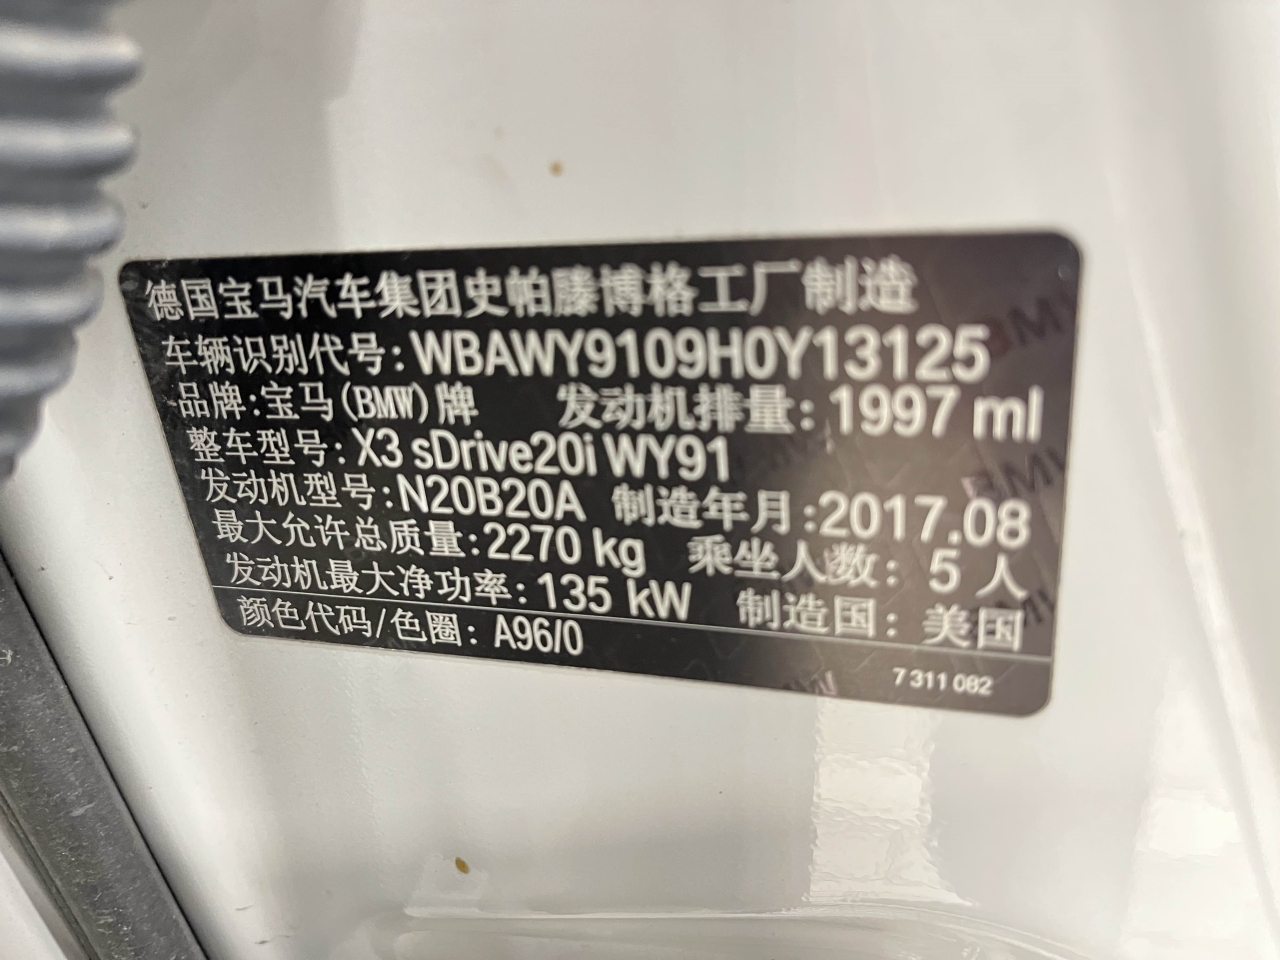 德国宝马汽车集团史帕滕博格工厂制造
车辆识别代号:WBAWY9109H0Y13125
品牌:宝马(BMW)牌 发动机排量:1997 ml
整车型号:X3 sDrive20i WY91
发动机型号:N20B20A 制造年月:2017.08
最大允许总质量:2270 kg 乘坐人数: 5 人
发动机最大净功率:135 kW 制造国:美国
颜色代码/色圈: A96/0
7 311 082